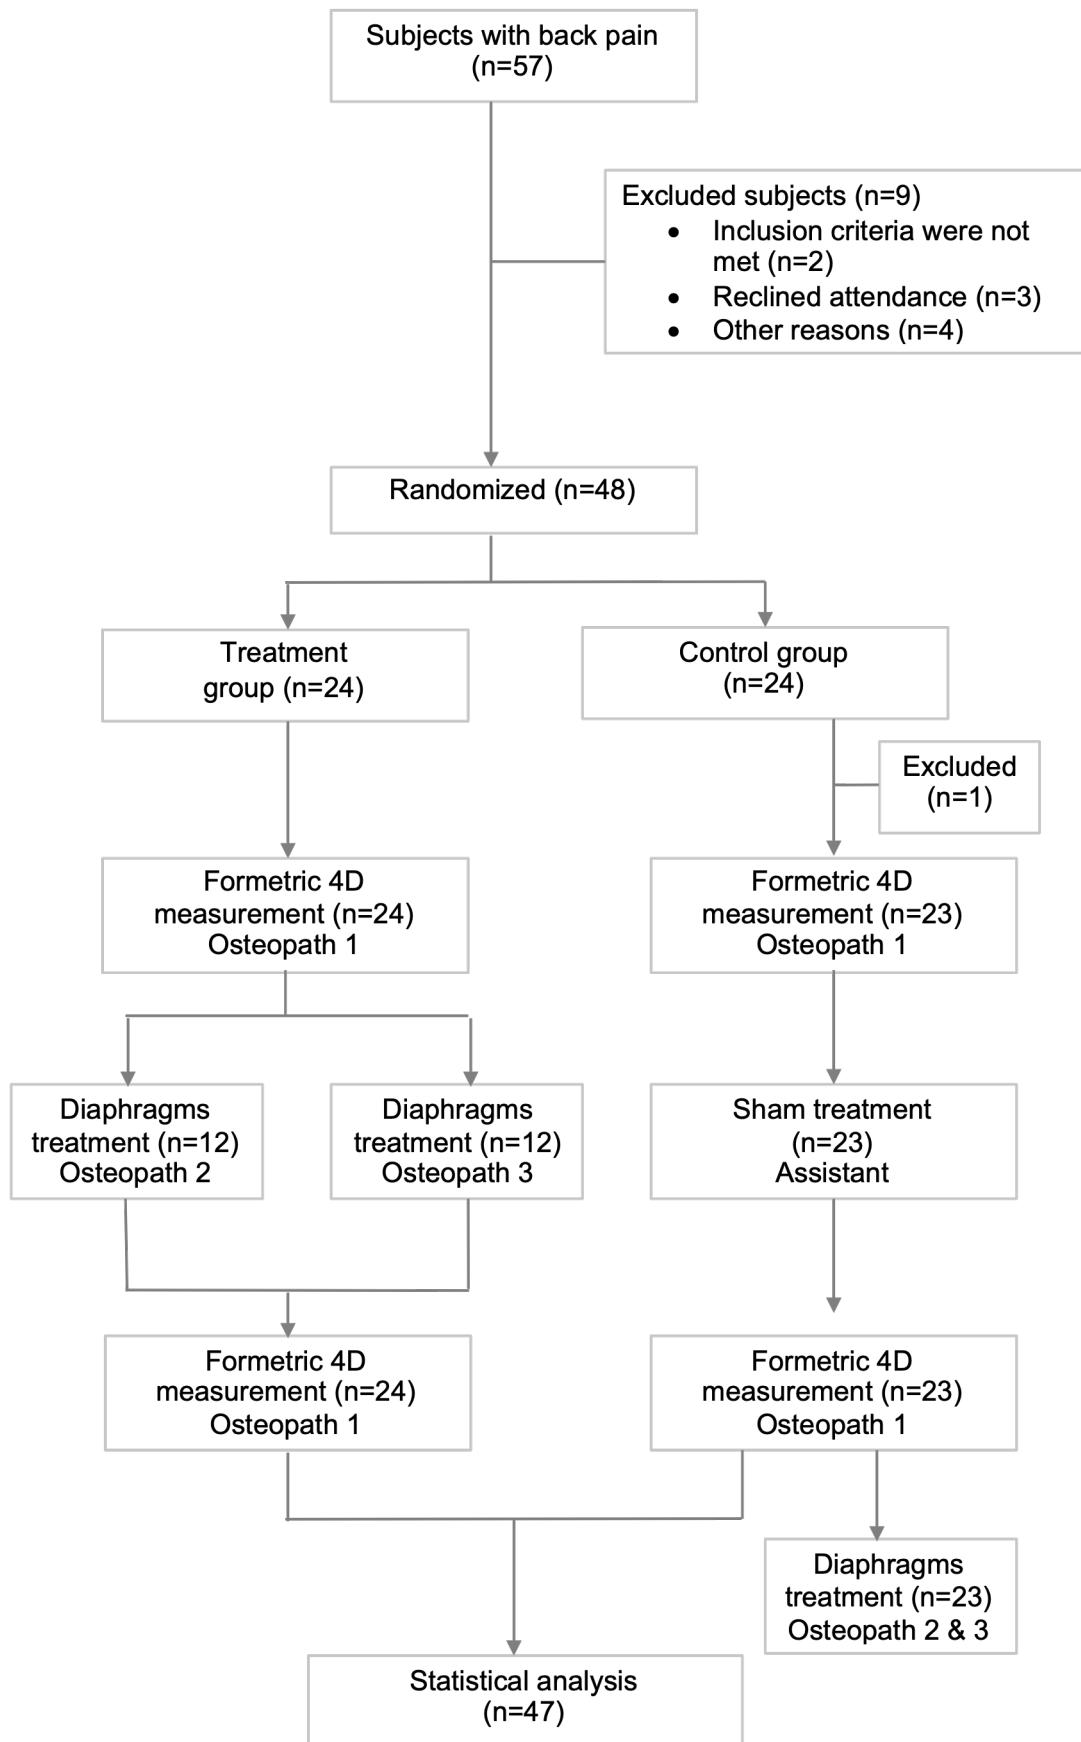 Subjects with back pain
(n=57)
Excluded subjects (n=9)
• Inclusion criteria were not
met (n=2)
• Reclined attendance (n=3)
• Other reasons (n=4)
Randomized (n=48)
Treatment
group (n=24)
Control group
(n=24)
Excluded
(n=1)
Formetric 4D
measurement (n=24)
Osteopath 1
Formetric 4D
measurement (n=23)
Osteopath 1
Diaphragms
treatment (n=12)
Osteopath 2
Diaphragms
treatment (n=12)
Osteopath 3
Sham treatment
(n=23)
Assistant
Formetric 4D
measurement (n=24)
Osteopath 1
Formetric 4D
measurement (n=23)
Osteopath 1
Diaphragms
treatment (n=23)
Osteopath 2 & 3
Statistical analysis
(n=47)